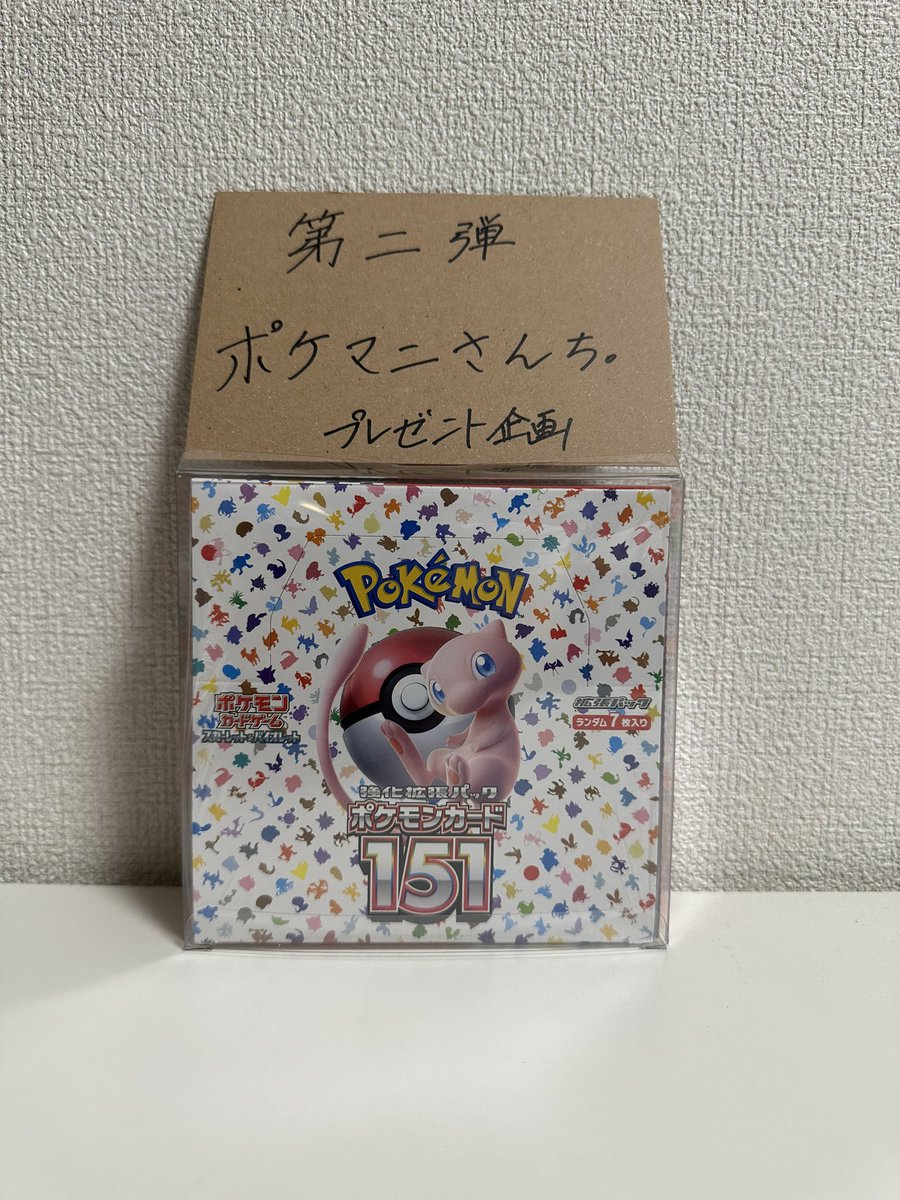 第二弾
ポケマニさんち。
プレゼント企画
POKéMON
ポケモン
カードゲーム
スカーレット&バイオレット
拡張パック
ランダム7枚入り
強化拡張パック
ポケモンカード
151